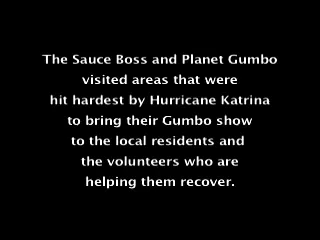 The Sauce Boss and Planet Gumbo
visited areas that were
hit hardest by Hurricane Katrina
to bring their Gumbo show
to the local residents and
the volunteers who are
helping them recover.